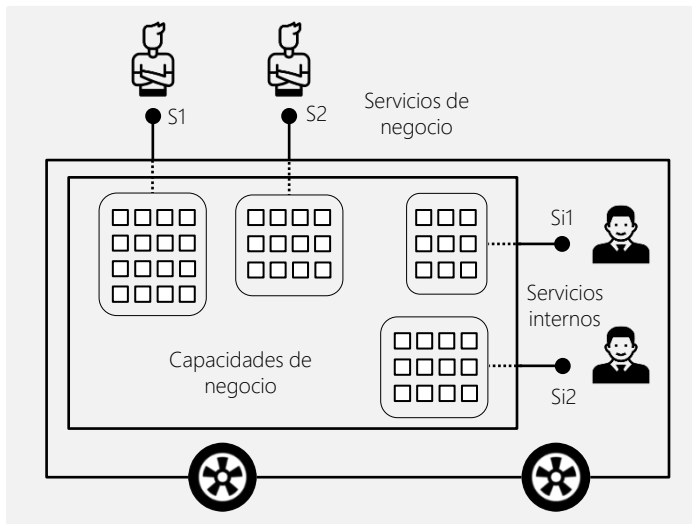 S1
S2
Servicios de
negocio
Si1
Servicios
internos
Capacidades de
negocio
Si2